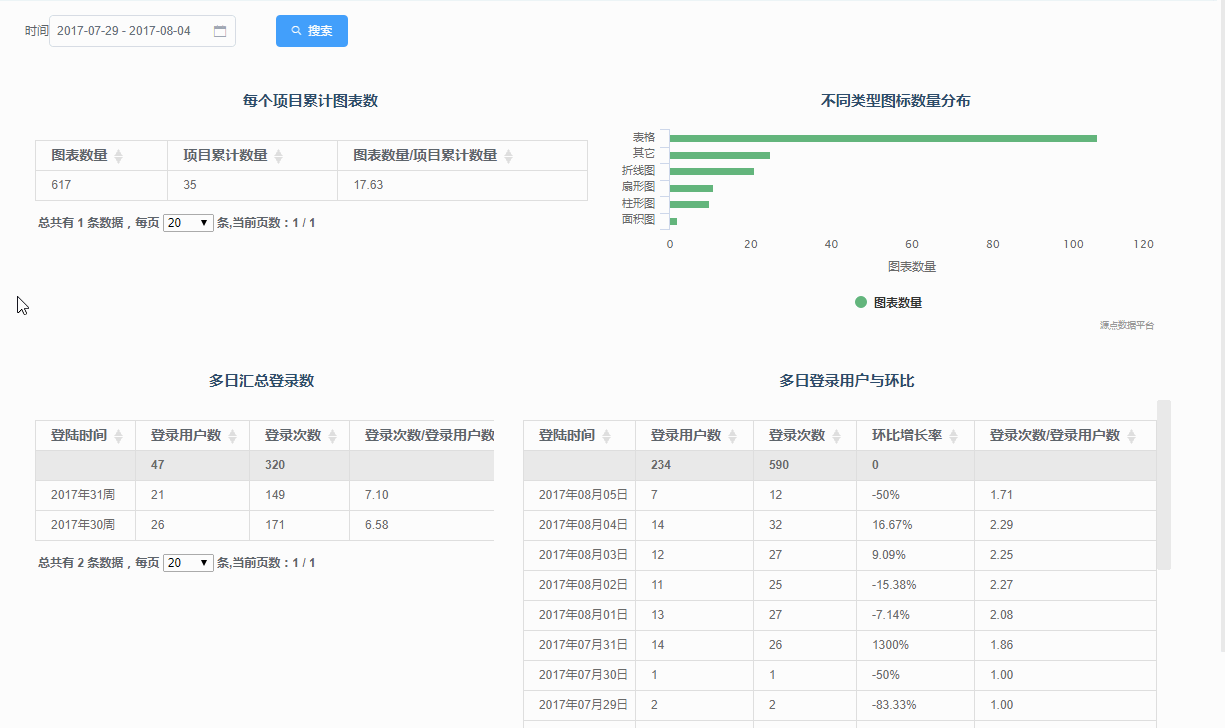 时间 2017-07-29 - 2017-08-04 搜索
每个项目累计图表数
图表数量 项目累计数量 图表数量/项目累计数量
617 35 17.63
总共有 1 条数据，每页 20 条,当前页数：1 / 1
不同类型图标数量分布
表格
其它
折线图
扇形图
柱形图
面积图
0 20 40 60 80 100 120
图表数量
图表数量
源点数据平台
多日汇总登录数
登陆时间 登录用户数 登录次数 登录次数/登录用户数
47 320
2017年31周 21 149 7.10
2017年30周 26 171 6.58
总共有 2 条数据，每页 20 条,当前页数：1 / 1
多日登录用户与环比
登陆时间 登录用户数 登录次数 环比增长率 登录次数/登录用户数
234 590 0
2017年08月05日 7 12 -50% 1.71
2017年08月04日 14 32 16.67% 2.29
2017年08月03日 12 27 9.09% 2.25
2017年08月02日 11 25 -15.38% 2.27
2017年08月01日 13 27 -7.14% 2.08
2017年07月31日 14 26 1300% 1.86
2017年07月30日 1 1 -50% 1.00
2017年07月29日 2 2 -83.33% 1.00